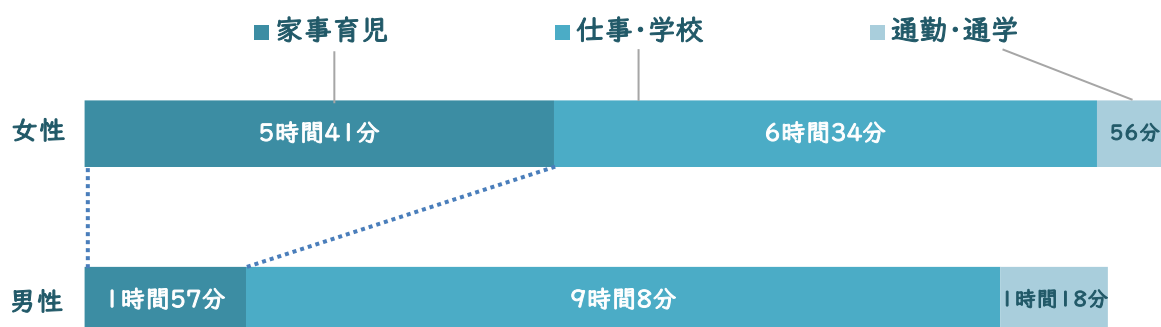 家事育児 仕事・学校 通勤・通学
女性 5時間41分 6時間34分 56分
男性 1時間57分 9時間8分 1時間18分